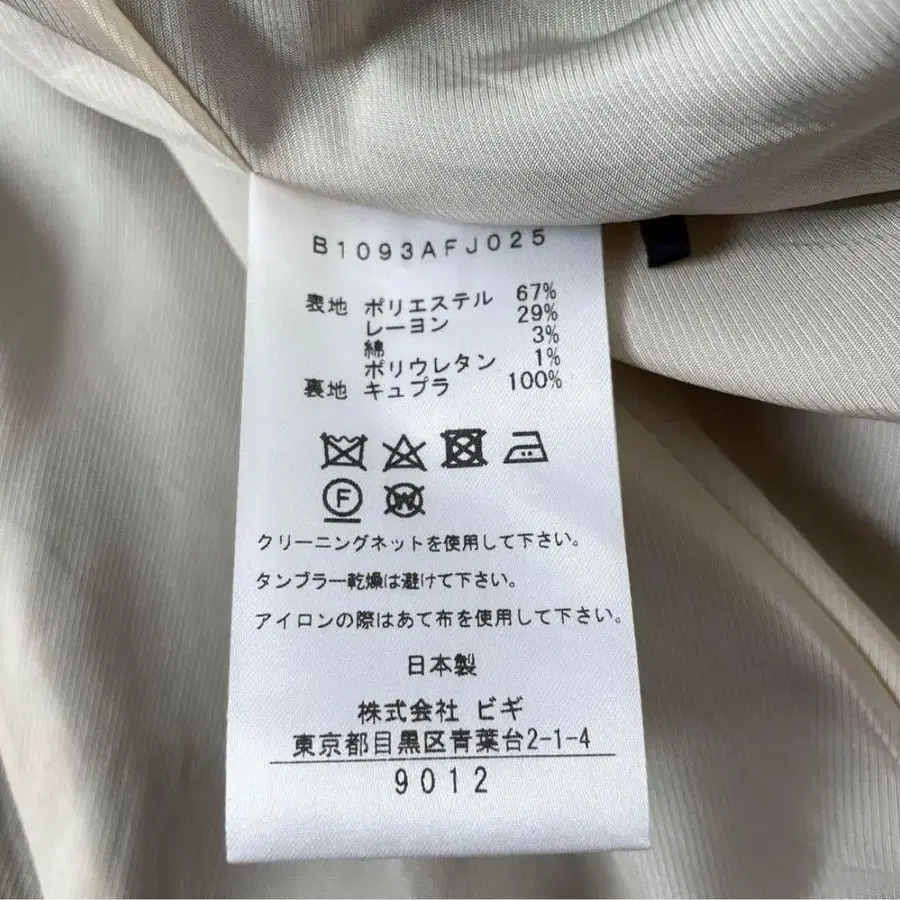 B1093AFJ025
表地 ポリエステル 67%
レーヨン 29%
綿 3%
ポリウレタン 1%
裏地 キュプラ 100%
F W
クリーニングネットを使用して下さい。
タンブラー乾燥は避けて下さい。
アイロンの際はあて布を使用して下さい。
日本製
株式会社 ビギ
東京都目黒区青葉台2-1-4
9012